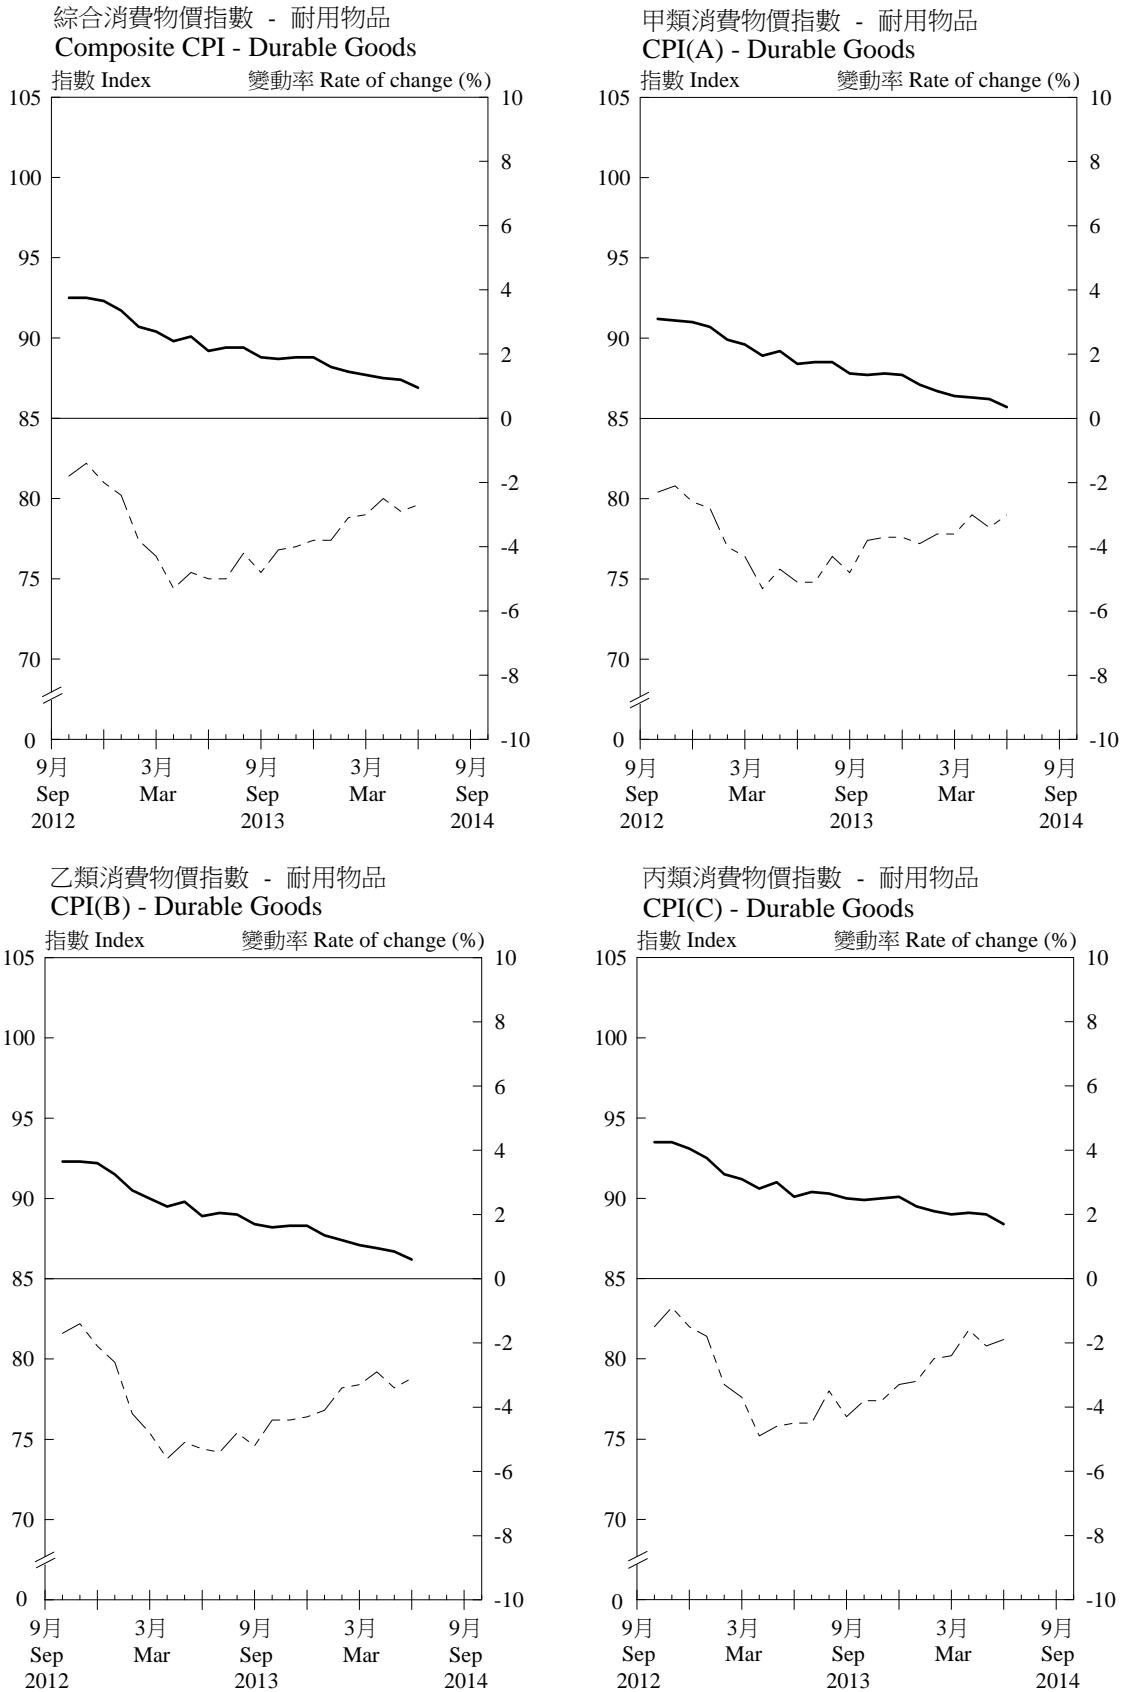 綜合消費物價指數 - 耐用物品
Composite CPI - Durable Goods
指數 Index 變動率 Rate of change (%)
105 10
8
100
6
95
4
90
2
85 0
80 -2
-4
75
-6
70
-8
0 -10
9月 3月 9月 3月 9月
Sep Mar Sep Mar Sep
2012 2013 2014
甲類消費物價指數 - 耐用物品
CPI(A) - Durable Goods
指數 Index 變動率 Rate of change (%)
105 10
8
100
6
95
4
90
2
85 0
80 -2
-4
75
-6
70
-8
0 -10
9月 3月 9月 3月 9月
Sep Mar Sep Mar Sep
2012 2013 2014
乙類消費物價指數 - 耐用物品
CPI(B) - Durable Goods
指數 Index 變動率 Rate of change (%)
105 10
8
100
6
95
4
90
2
85 0
80 -2
-4
75
-6
70
-8
0 -10
9月 3月 9月 3月 9月
Sep Mar Sep Mar Sep
2012 2013 2014
丙類消費物價指數 - 耐用物品
CPI(C) - Durable Goods
指數 Index 變動率 Rate of change (%)
105 10
8
100
6
95
4
90
2
85 0
80 -2
-4
75
-6
70
-8
0 -10
9月 3月 9月 3月 9月
Sep Mar Sep Mar Sep
2012 2013 2014